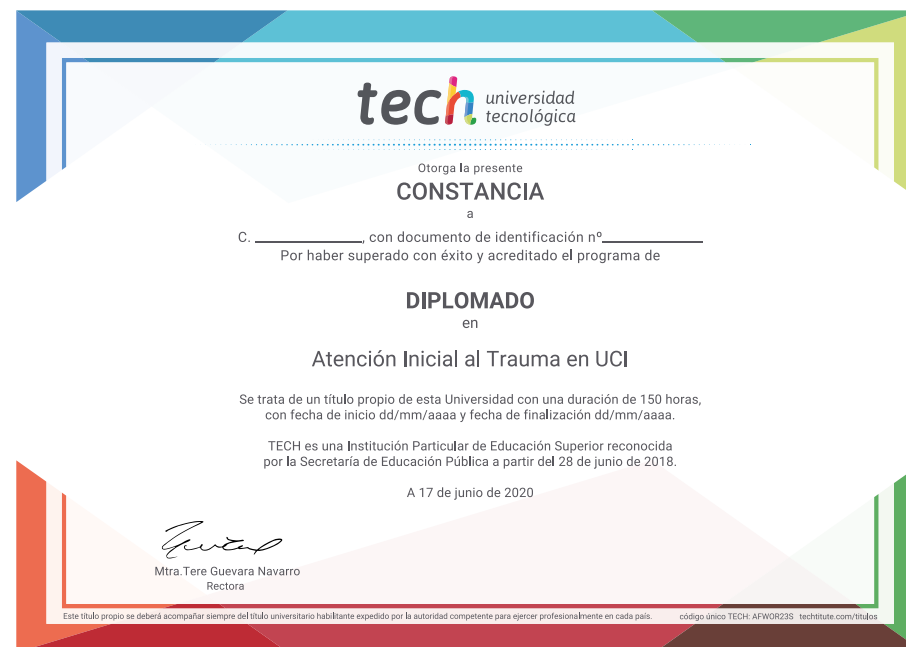 tech universidad
tecnológica
Otorga la presente
CONSTANCIA
a
C. ____________, con documento de identificación nº____________
Por haber superado con éxito y acreditado el programa de
DIPLOMADO
en
Atención Inicial al Trauma en UCI
Se trata de un título propio de esta Universidad con una duración de 150 horas,
con fecha de inicio dd/mm/aaaa y fecha de finalización dd/mm/aaaa.
TECH es una Institución Particular de Educación Superior reconocida
por la Secretaría de Educación Pública a partir del 28 de junio de 2018.
A 17 de junio de 2020
Mtra.Tere Guevara Navarro
Rectora
Este título propio se deberá acompañar siempre del título universitario habilitante expedido por la autoridad competente para ejercer profesionalmente en cada país. código único TECH: AFWOR23S techtitute.com/titulos